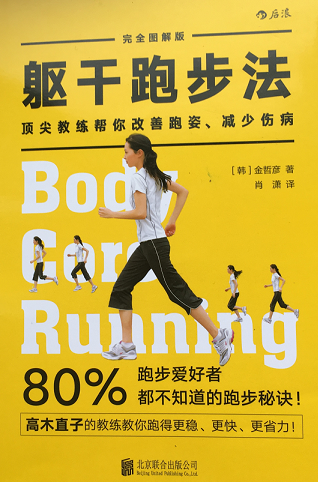 后浪
完全图解版
躯干跑步法
顶尖教练帮你改善跑姿、减少伤病
[韩]金哲彦 著
肖潇 译
Body
Core
Running
80% 跑步爱好者
都不知道的跑步秘诀！
高木直子的教练教你跑得更稳、更快、更省力！
北京联合出版公司
Beijing United Publishing Co.,Ltd.